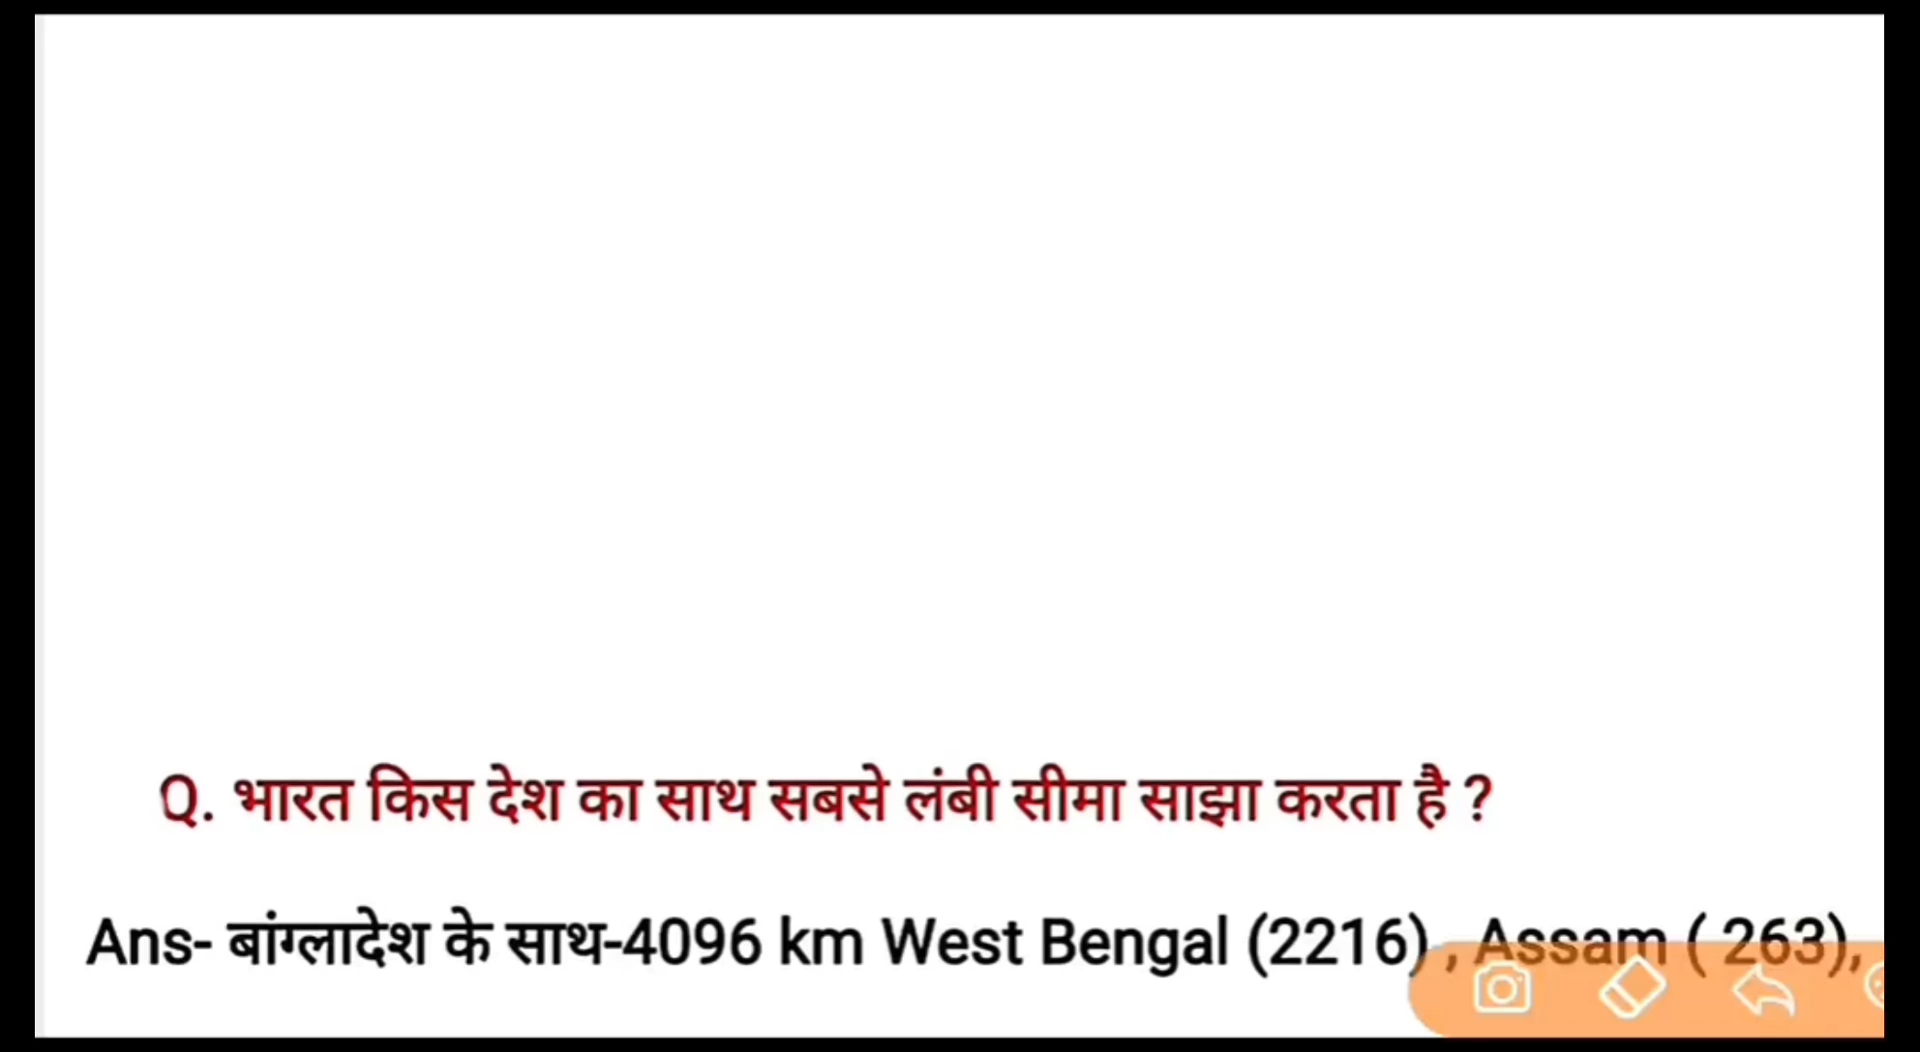 Q. भारत किस देश का साथ सबसे लंबी सीमा साझा करता है ?
Ans- बांग्लादेश के साथ-4096 km West Bengal (2216) , Assam ( 263),